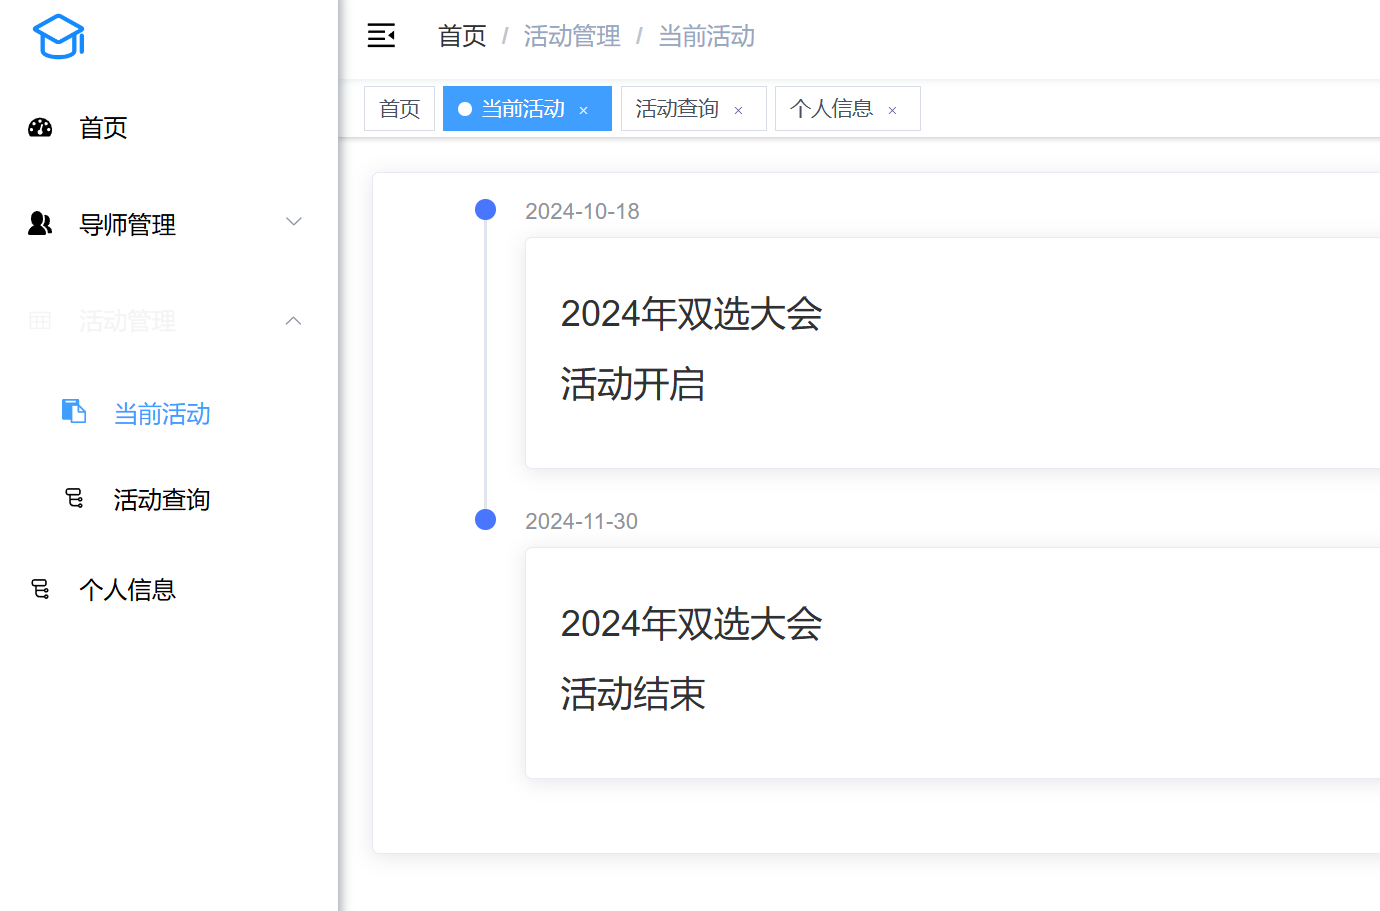 首页
导师管理
活动管理
当前活动
活动查询
个人信息
首页 / 活动管理 / 当前活动
首页 当前活动 × 活动查询 × 个人信息 ×
2024-10-18
2024年双选大会
活动开启
2024-11-30
2024年双选大会
活动结束